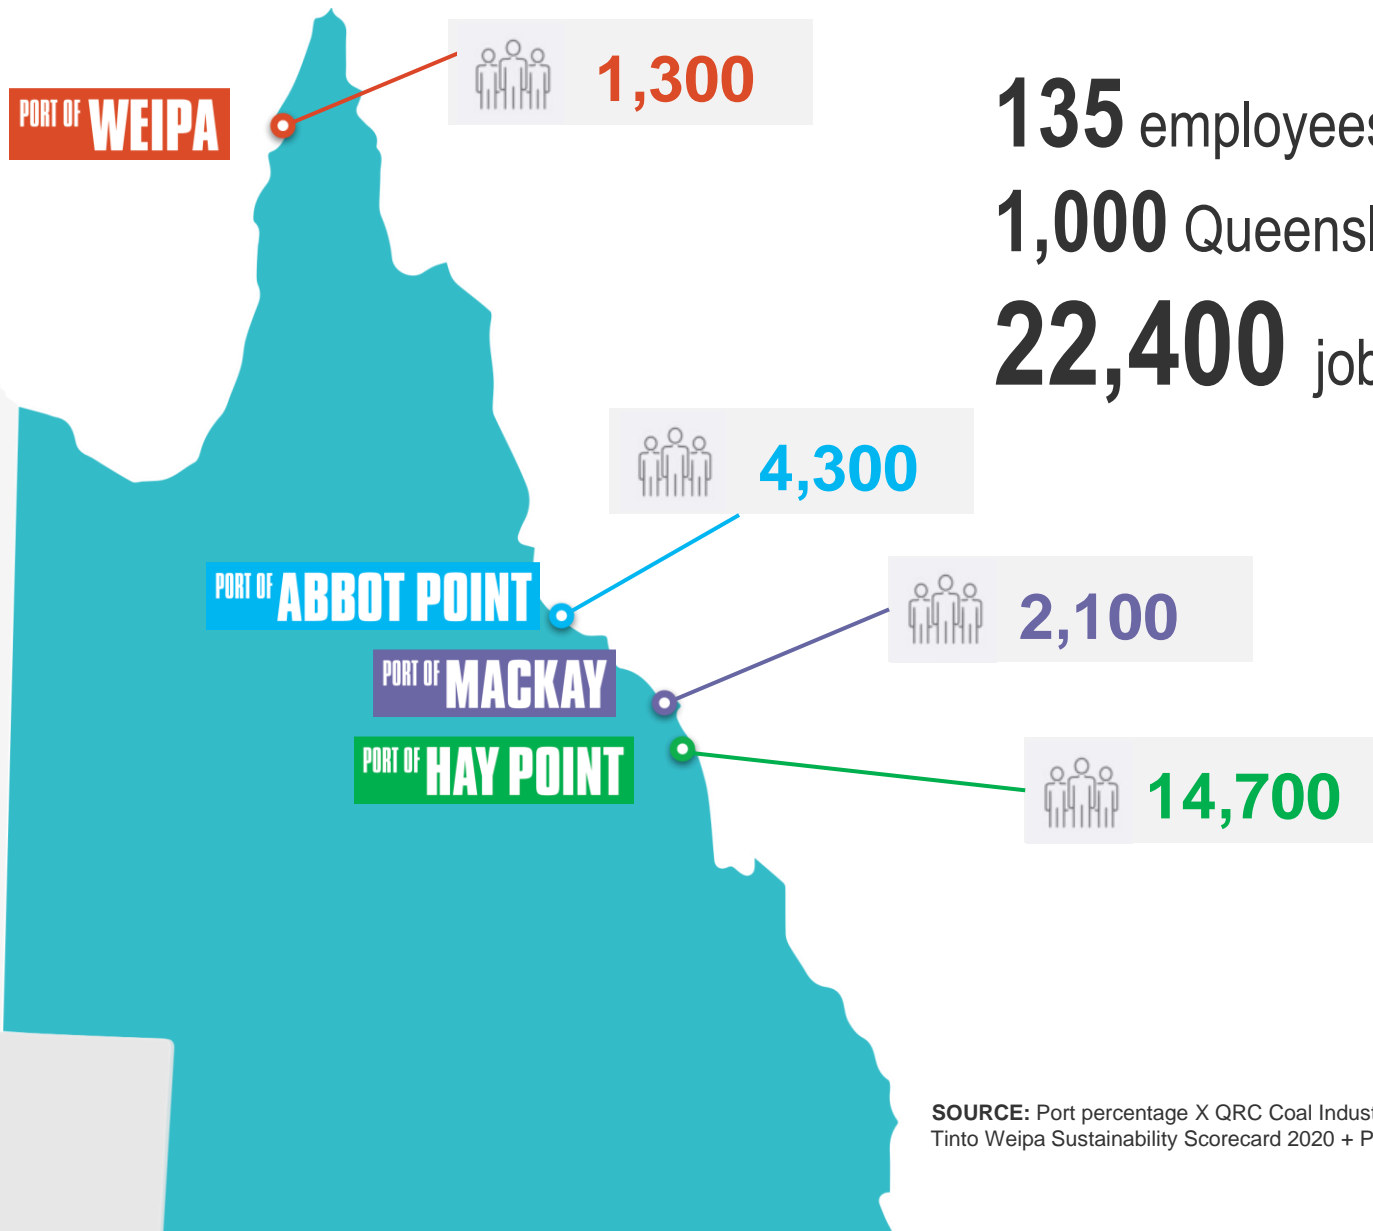 1,300
PORT OF WEIPA
135 employees
1,000 Queensl
22,400 job
4,300
PORT OF ABBOT POINT
2,100
PORT OF MACKAY
PORT OF HAY POINT
14,700
SOURCE: Port percentage X QRC Coal Indust
Tinto Weipa Sustainability Scorecard 2020 + P